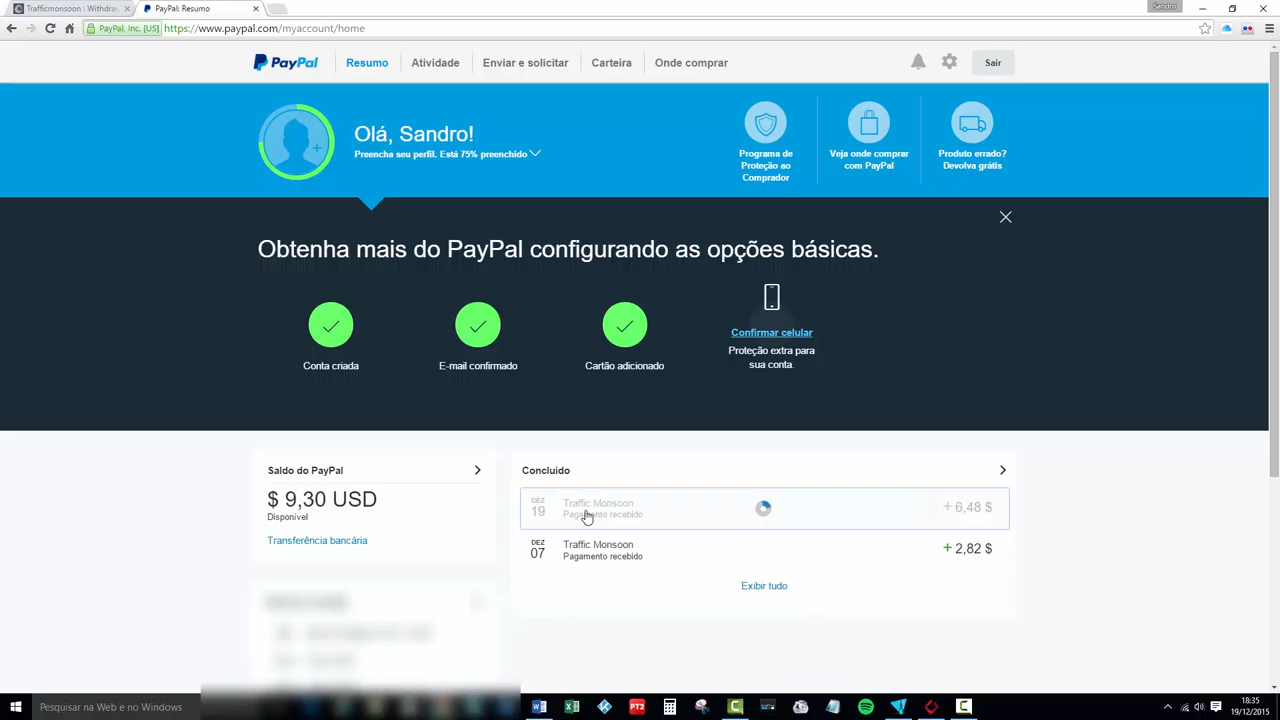 Trafficmonsoon : Withdraw
PayPal: Resumo
Sandro
PayPal, Inc. [US]
https://www.paypal.com/myaccount/home
PayPal
Resumo
Atividade
Enviar e solicitar
Carteira
Onde comprar
Sair
Olá, Sandro!
Preencha seu perfil. Está 75% preenchido
Programa de
Proteção ao
Comprador
Veja onde comprar
com PayPal
Produto errado?
Devolva grátis
Obtenha mais do PayPal configurando as opções básicas.
Conta criada
E-mail confirmado
Cartão adicionado
Confirmar celular
Proteção extra para
sua conta.
Saldo do PayPal
$ 9,30 USD
Disponível
Transferência bancária
Concluído
DEZ
19
Traffic Monsoon
Pagamento recebido
+ 6,48 $
DEZ
07
Traffic Monsoon
Pagamento recebido
+ 2,82 $
Exibir tudo
Pesquisar na Web e no Windows
PT2
18:35
19/12/2015